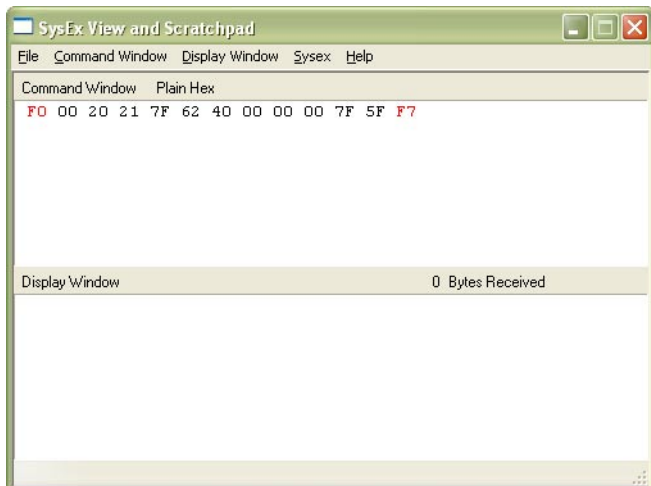 SysEx View and Scratchpad
File Command Window Display Window Sysex Help
Command Window Plain Hex
F0 00 20 21 7F 62 40 00 00 00 7F 5F F7
Display Window 0 Bytes Received